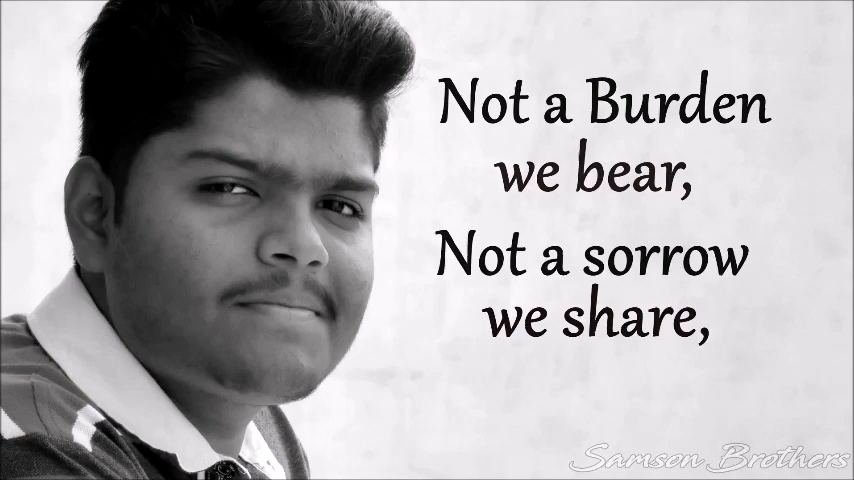 Not a Burden
we bear,
Not a sorrow
we share,
Samson Brothers